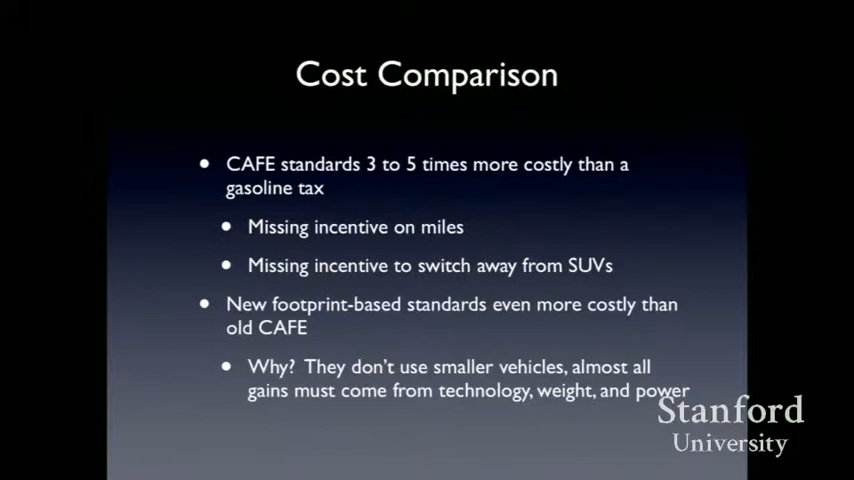 Cost Comparison
• CAFE standards 3 to 5 times more costly than a
gasoline tax
• Missing incentive on miles
• Missing incentive to switch away from SUVs
• New footprint-based standards even more costly than
old CAFE
• Why? They don't use smaller vehicles, almost all
gains must come from technology, weight, and power
Stanford
University